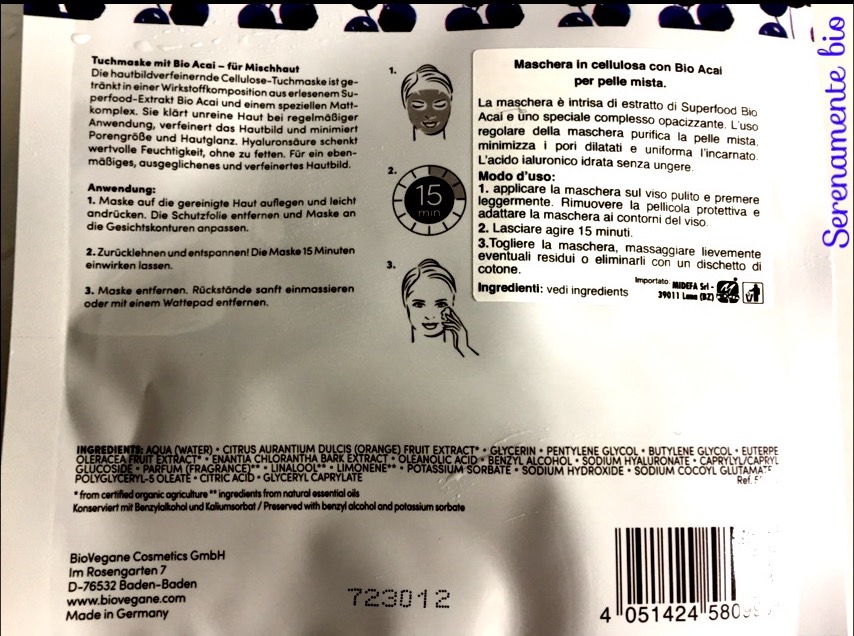 Tuchmaske mit Bio Acai – für Mischhaut
Die hautbildverfeinernde Cellulose-Tuchmaske ist ge-
tränkt in einer Wirkstoffkomposition aus erlesenem Su-
perfood-Extrakt Bio Acai und einem speziellen Matt-
komplex. Sie klärt unreine Haut bei regelmäßiger
Anwendung, verfeinert das Hautbild und minimiert
Porengröße und Hautglanz. Hyaluronsäure schenkt
wertvolle Feuchtigkeit, ohne zu fetten. Für ein eben-
mäßiges, ausgeglichenes und verfeinertes Hautbild.
Anwendung:
1. Maske auf die gereinigte Haut auflegen und leicht
andrücken. Die Schutzfolie entfernen und Maske an
die Gesichtskonturen anpassen.
2. Zurücklehnen und entspannen! Die Maske 15 Minuten
einwirken lassen.
3. Maske entfernen. Rückstände sanft einmassieren
oder mit einem Wattepad entfernen.
1.
2.
15
min
3.
Maschera in cellulosa con Bio Acai
per pelle mista.
La maschera è intrisa di estratto di Superfood Bio
Acai e uno speciale complesso opacizzante. L'uso
regolare della maschera purifica la pelle mista,
minimizza i pori dilatati e uniforma l'incarnato.
L'acido ialuronico idrata senza ungere.
Modo d'uso:
1. applicare la maschera sul viso pulito e premere
leggermente. Rimuovere la pellicola protettiva e
adattare la maschera ai contorni del viso.
2. Lasciare agire 15 minuti.
3.Togliere la maschera, massaggiare lievemente
eventuali residui o eliminarli con un dischetto di
cotone.
Ingredienti: vedi ingredients
Importato: MIDEFA Srl -
39011 Lana (BZ)
Serenamente bio
INGREDIENTS: AQUA (WATER) • CITRUS AURANTIUM DULCIS (ORANGE) FRUIT EXTRACT* • GLYCERIN • PENTYLENE GLYCOL • BUTYLENE GLYCOL • EUTERPE
OLERACEA FRUIT EXTRACT* • ENANTIA CHLORANTHA BARK EXTRACT • OLEANOLIC ACID • BENZYL ALCOHOL • SODIUM HYALURONATE • CAPRYLYL/CAPRYL
GLUCOSIDE • PARFUM (FRAGRANCE)** • LINALOOL** • LIMONENE** • POTASSIUM SORBATE • SODIUM HYDROXIDE • SODIUM COCOYL GLUTAMATE
POLYGLYCERYL-5 OLEATE • CITRIC ACID • GLYCERYL CAPRYLATE
Ref.
* from certified organic agriculture ** ingredients from natural essential oils
Konserviert mit Benzylalkohol und Kaliumsorbat / Preserved with benzyl alcohol and potassium sorbate
BioVegane Cosmetics GmbH
Im Rosengarten 7
D-76532 Baden-Baden
www.biovegane.com
Made in Germany
723012
4 051424 580